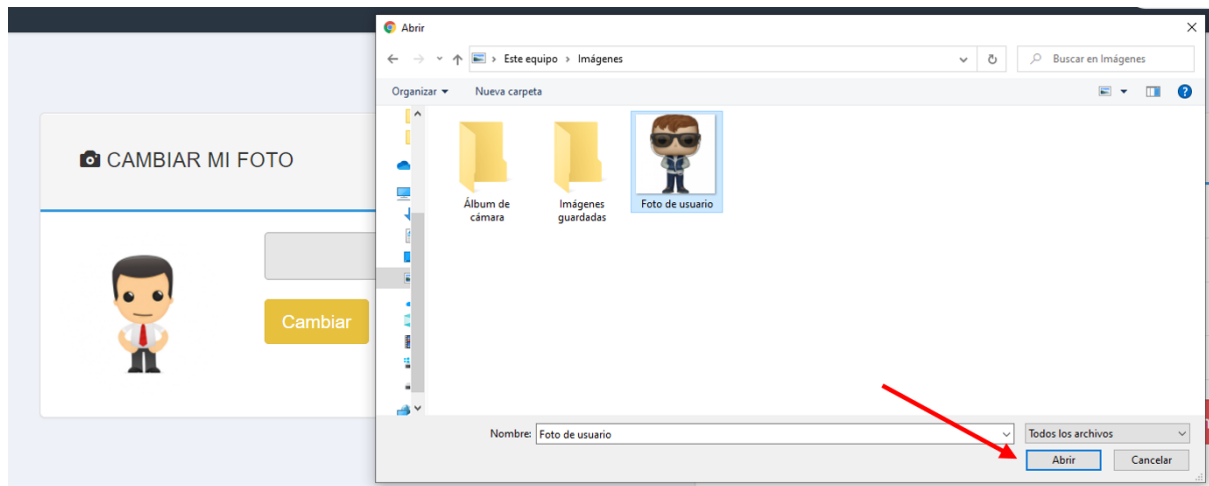 Abrir
Este equipo > Imágenes
Buscar en Imágenes
Organizar
Nueva carpeta
CAMBIAR MI FOTO
Álbum de
cámara
Imágenes
guardadas
Foto de usuario
Cambiar
Nombre:
Foto de usuario
Todos los archivos
Abrir
Cancelar